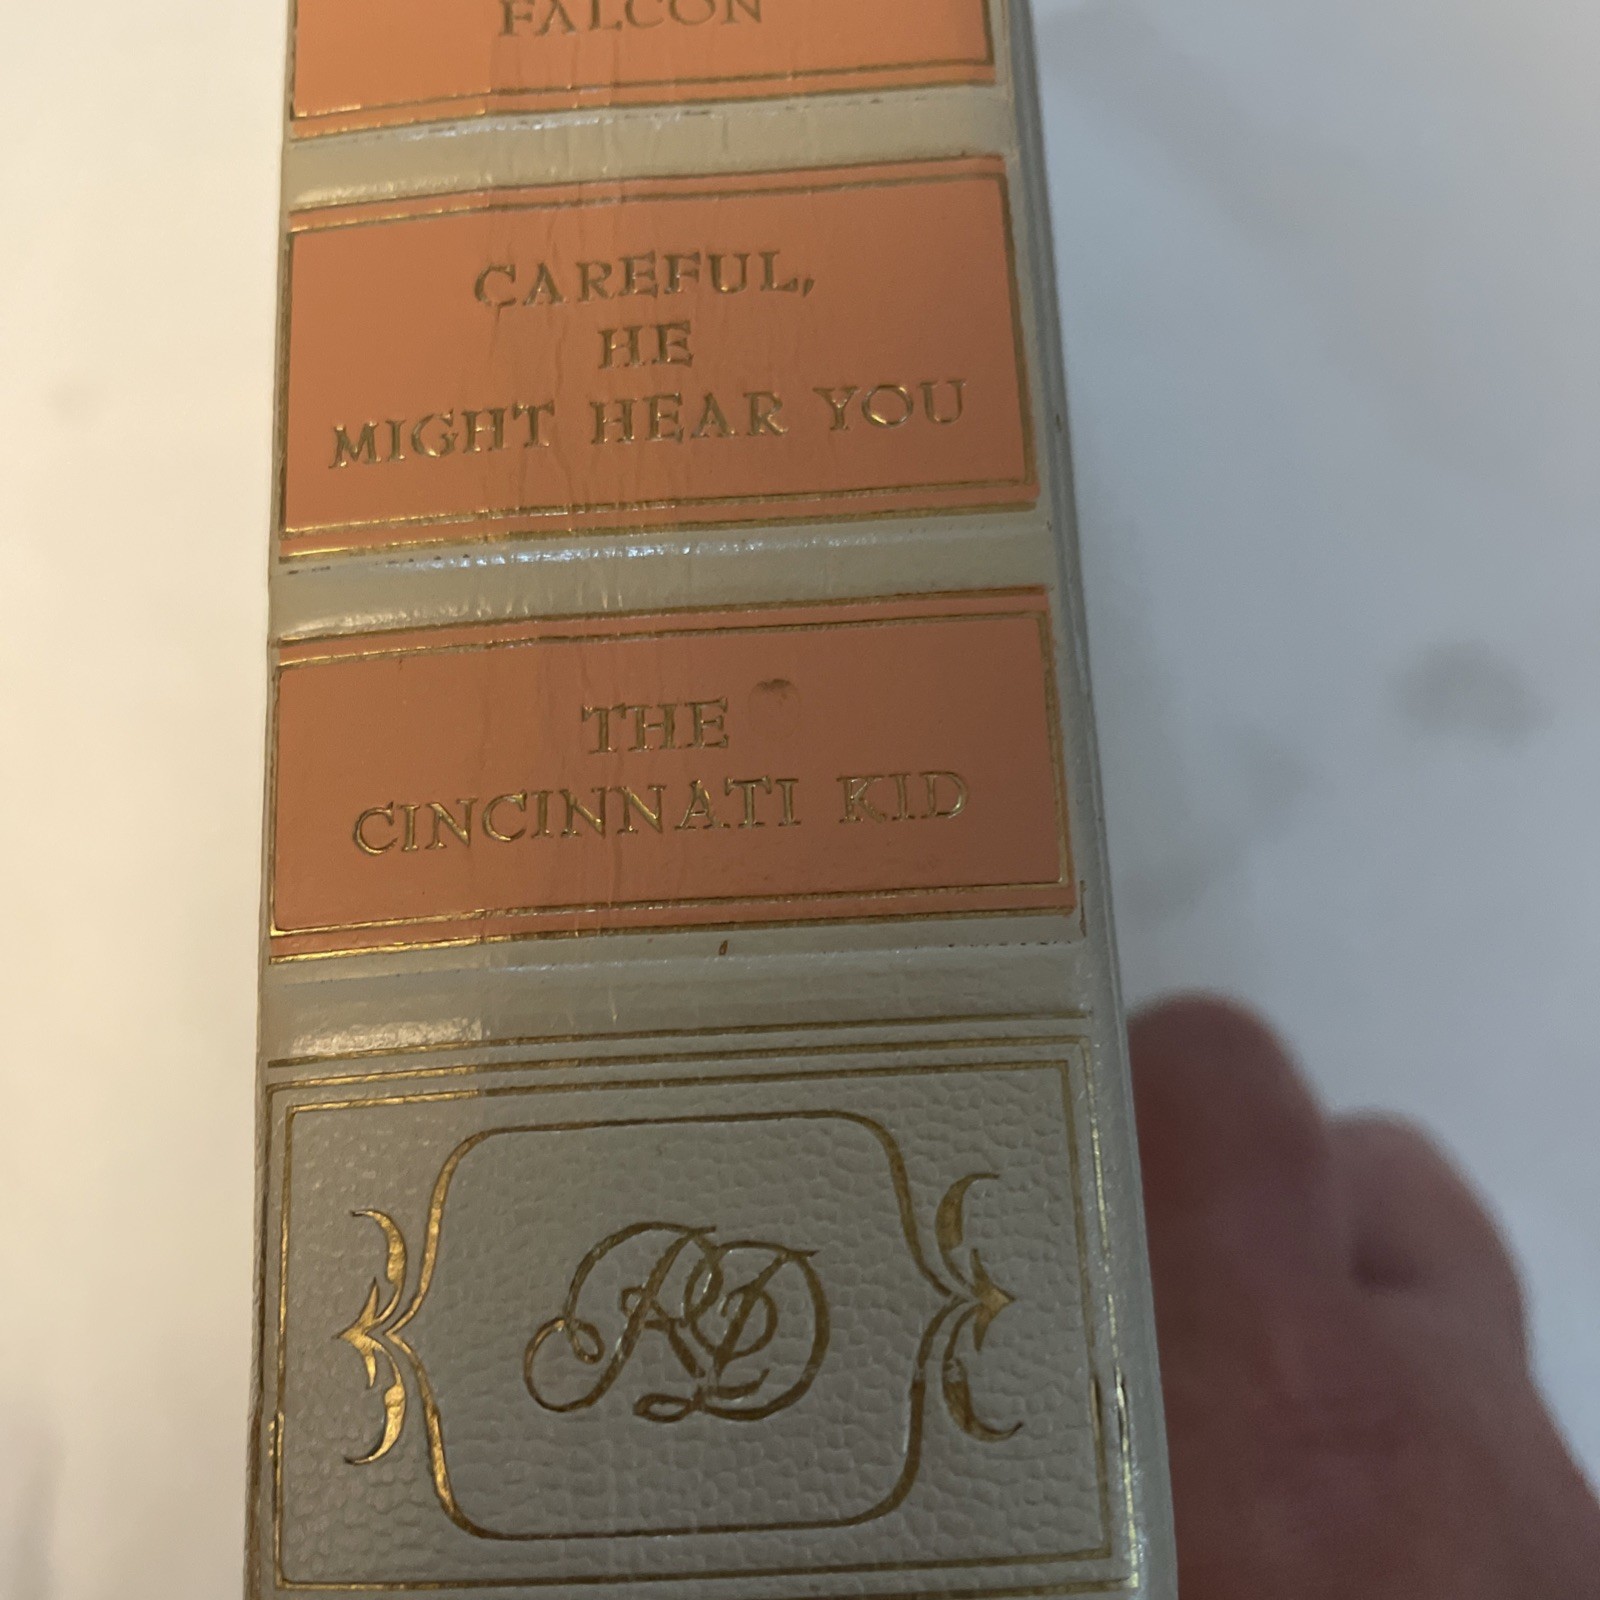 FALCON
CAREFUL,
HE
MIGHT HEAR YOU
THE
CINCINNATI KID
RD